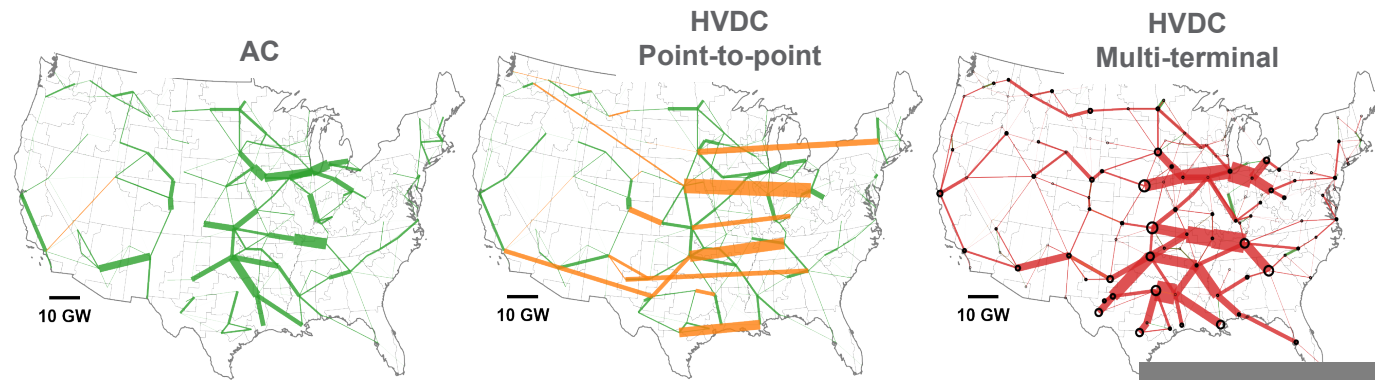 AC
10 GW
HVDC
Point-to-point
10 GW
HVDC
Multi-terminal
10 GW